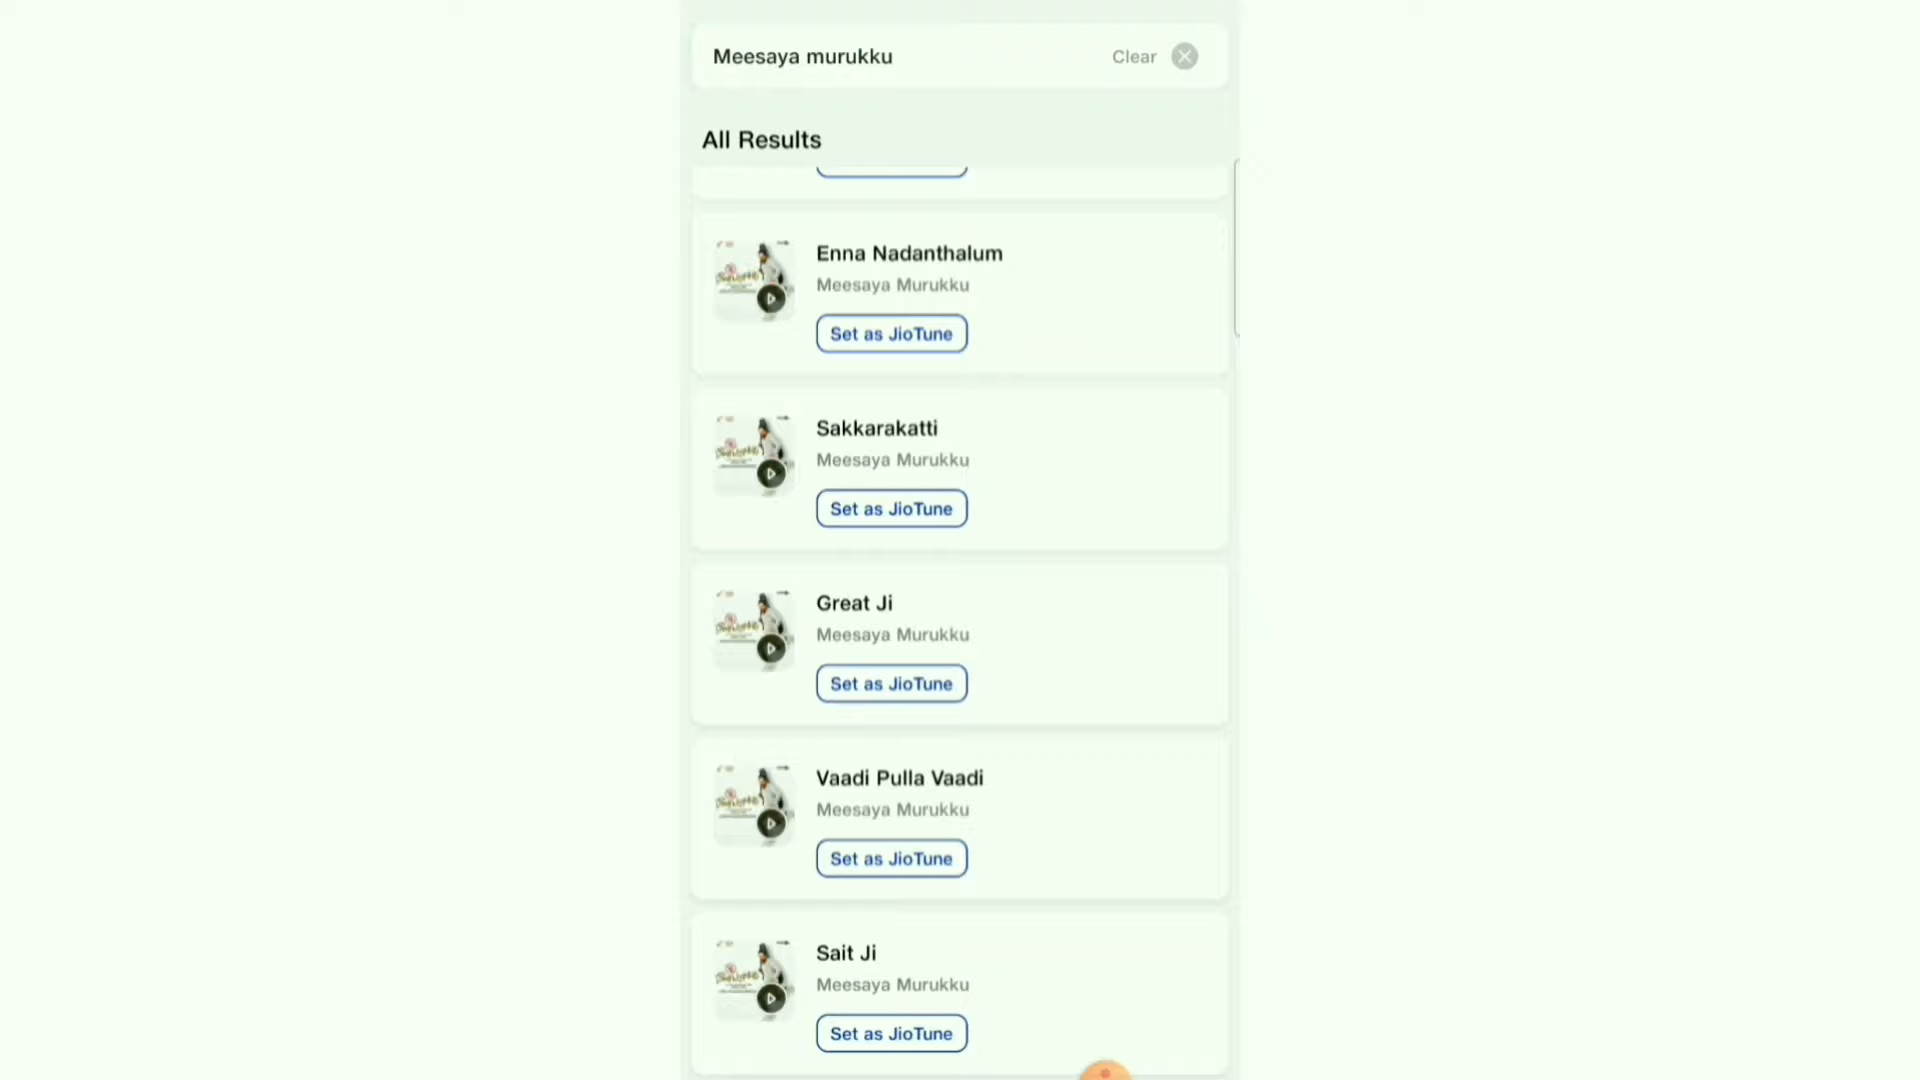 Meesaya murukku
Clear
All Results
Enna Nadanthalum
Meesaya Murukku
Set as JioTune
Sakkarakatti
Meesaya Murukku
Set as JioTune
Great Ji
Meesaya Murukku
Set as JioTune
Vaadi Pulla Vaadi
Meesaya Murukku
Set as JioTune
Sait Ji
Meesaya Murukku
Set as JioTune